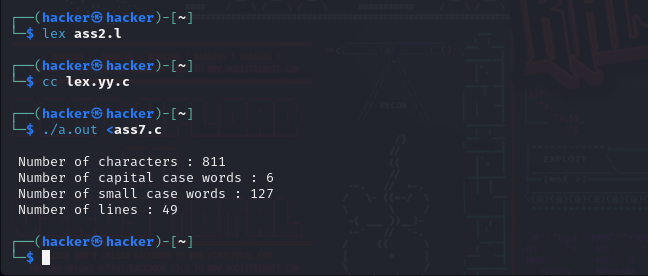 ┌──(hacker㉿hacker)-[~]
└─$ lex ass2.l
┌──(hacker㉿hacker)-[~]
└─$ cc lex.yy.c
┌──(hacker㉿hacker)-[~]
└─$ ./a.out <ass7.c
Number of characters : 811
Number of capital case words : 6
Number of small case words : 127
Number of lines : 49
┌──(hacker㉿hacker)-[~]
└─$